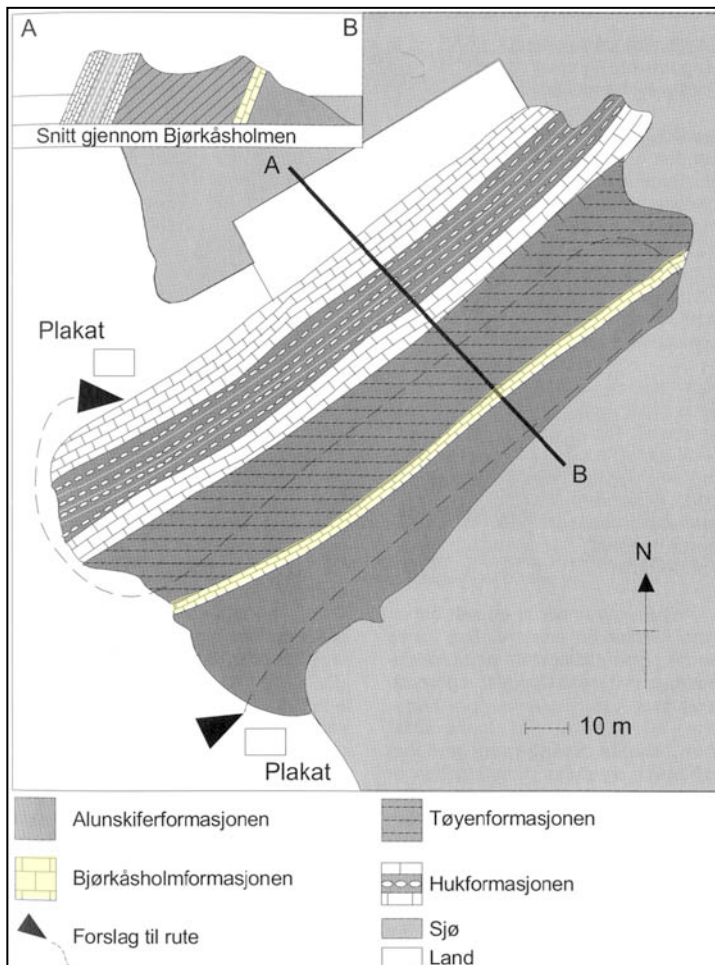 A
B
Snitt gjennom Bjørkåsholmen
A
Plakat
B
N
10 m
Plakat
Alunskiferformasjonen
Tøyenformasjonen
Bjørkåsholmformasjonen
Hukformasjonen
Forslag til rute
Sjø
Land